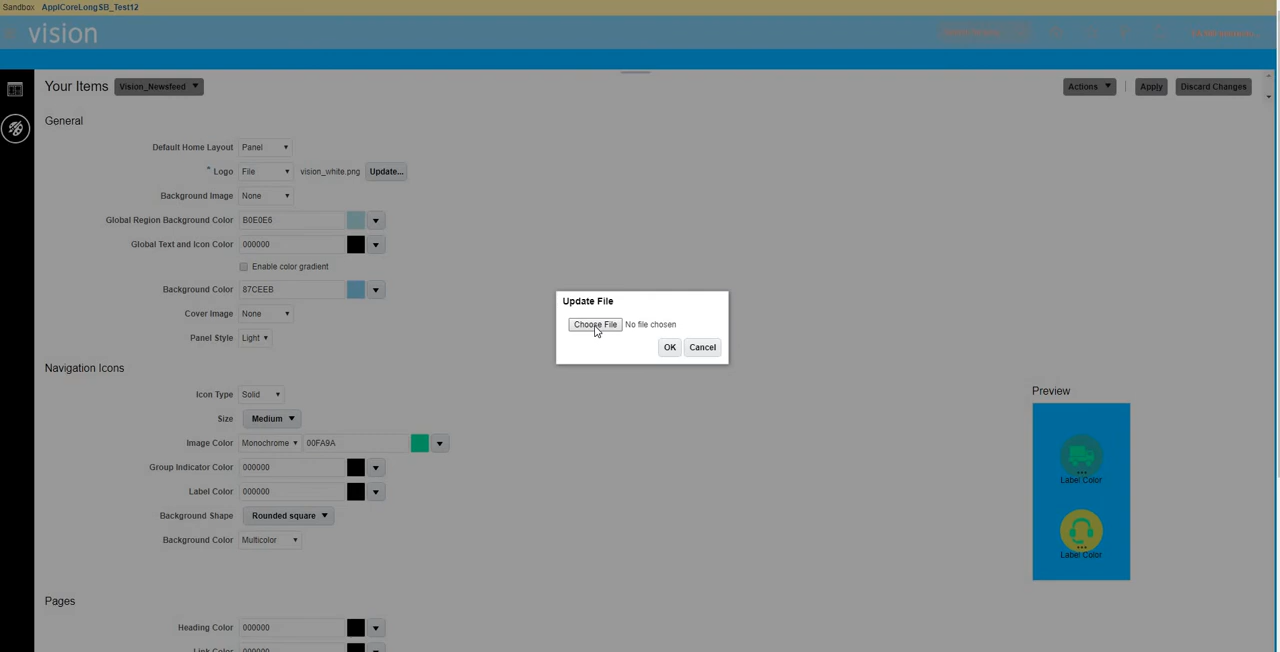 Sandbox ApplCoreLongSB_Test12
vision
Your Items Vision_Newsfeed Actions Apply Discard Changes
General
Default Home Layout Panel
* Logo File vision_white.png Update...
Background Image None
Global Region Background Color B0E0E6
Global Text and Icon Color 000000
Enable color gradient
Background Color 87CEEB
Cover Image None
Panel Style Light
Update File
Choose File No file chosen
OK Cancel
Navigation Icons
Icon Type Solid
Size Medium
Image Color Monochrome 00FA9A
Group Indicator Color 000000
Label Color 000000
Background Shape Rounded square
Background Color Multicolor
Preview
Label Color
Label Color
Pages
Heading Color 000000
Link Color